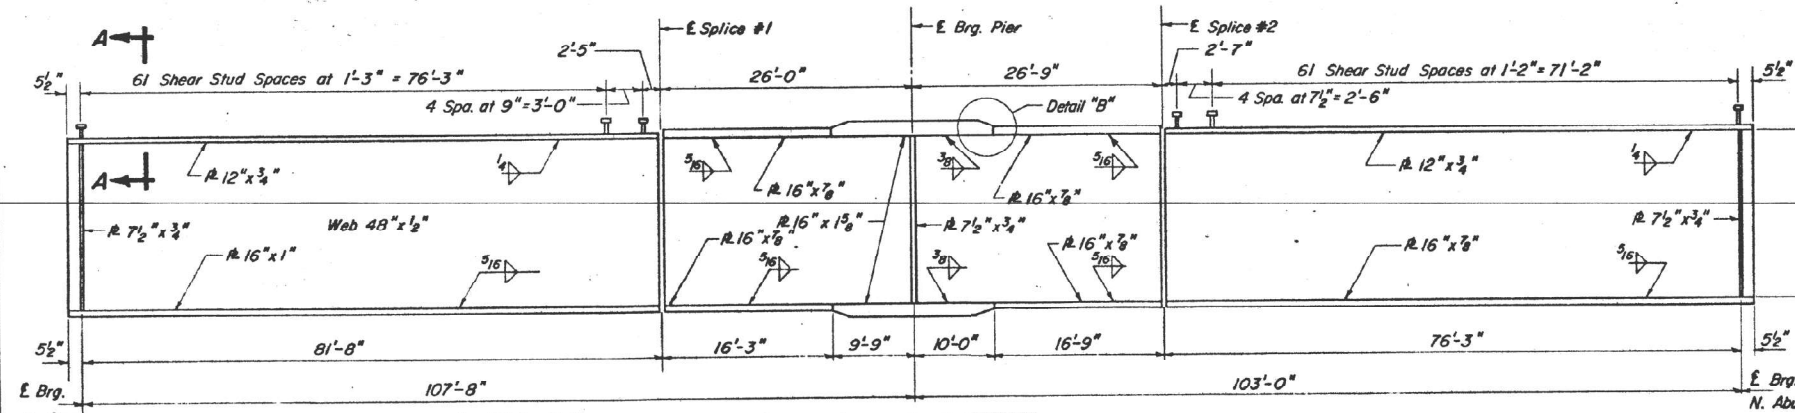 ℄ Splice #1
℄ Brg. Pier
℄ Splice #2
A
2'-5"
2'-7"
5½"
61 Shear Stud Spaces at 1'-3" = 76'-3"
26'-0"
26'-9"
61 Shear Stud Spaces at 1'-2" = 71'-2"
5½"
4 Spa. at 9" = 3'-0"
Detail "B"
4 Spa. at 7½" = 2'-6"
A
℄ 12" x ¾"
1/4
5/16
3/8
5/16
℄ 12" x ¾"
1/4
℄ 16" x ⅞"
℄ 16" x ⅞"
℄ 7½" x ¾"
Web 48" x ½"
℄ 16" x 1⅝"
℄ 7½" x ¾"
℄ 7½" x ¾"
℄ 16" x 1"
5/16
℄ 16" x ⅞"
5/16
3/8
℄ 16" x ⅞"
5/16
℄ 16" x ⅞"
5/16
5½"
81'-8"
16'-3"
9'-9"
10'-0"
16'-9"
76'-3"
5½"
℄ Brg.
107'-8"
103'-0"
℄ Brg.
N.